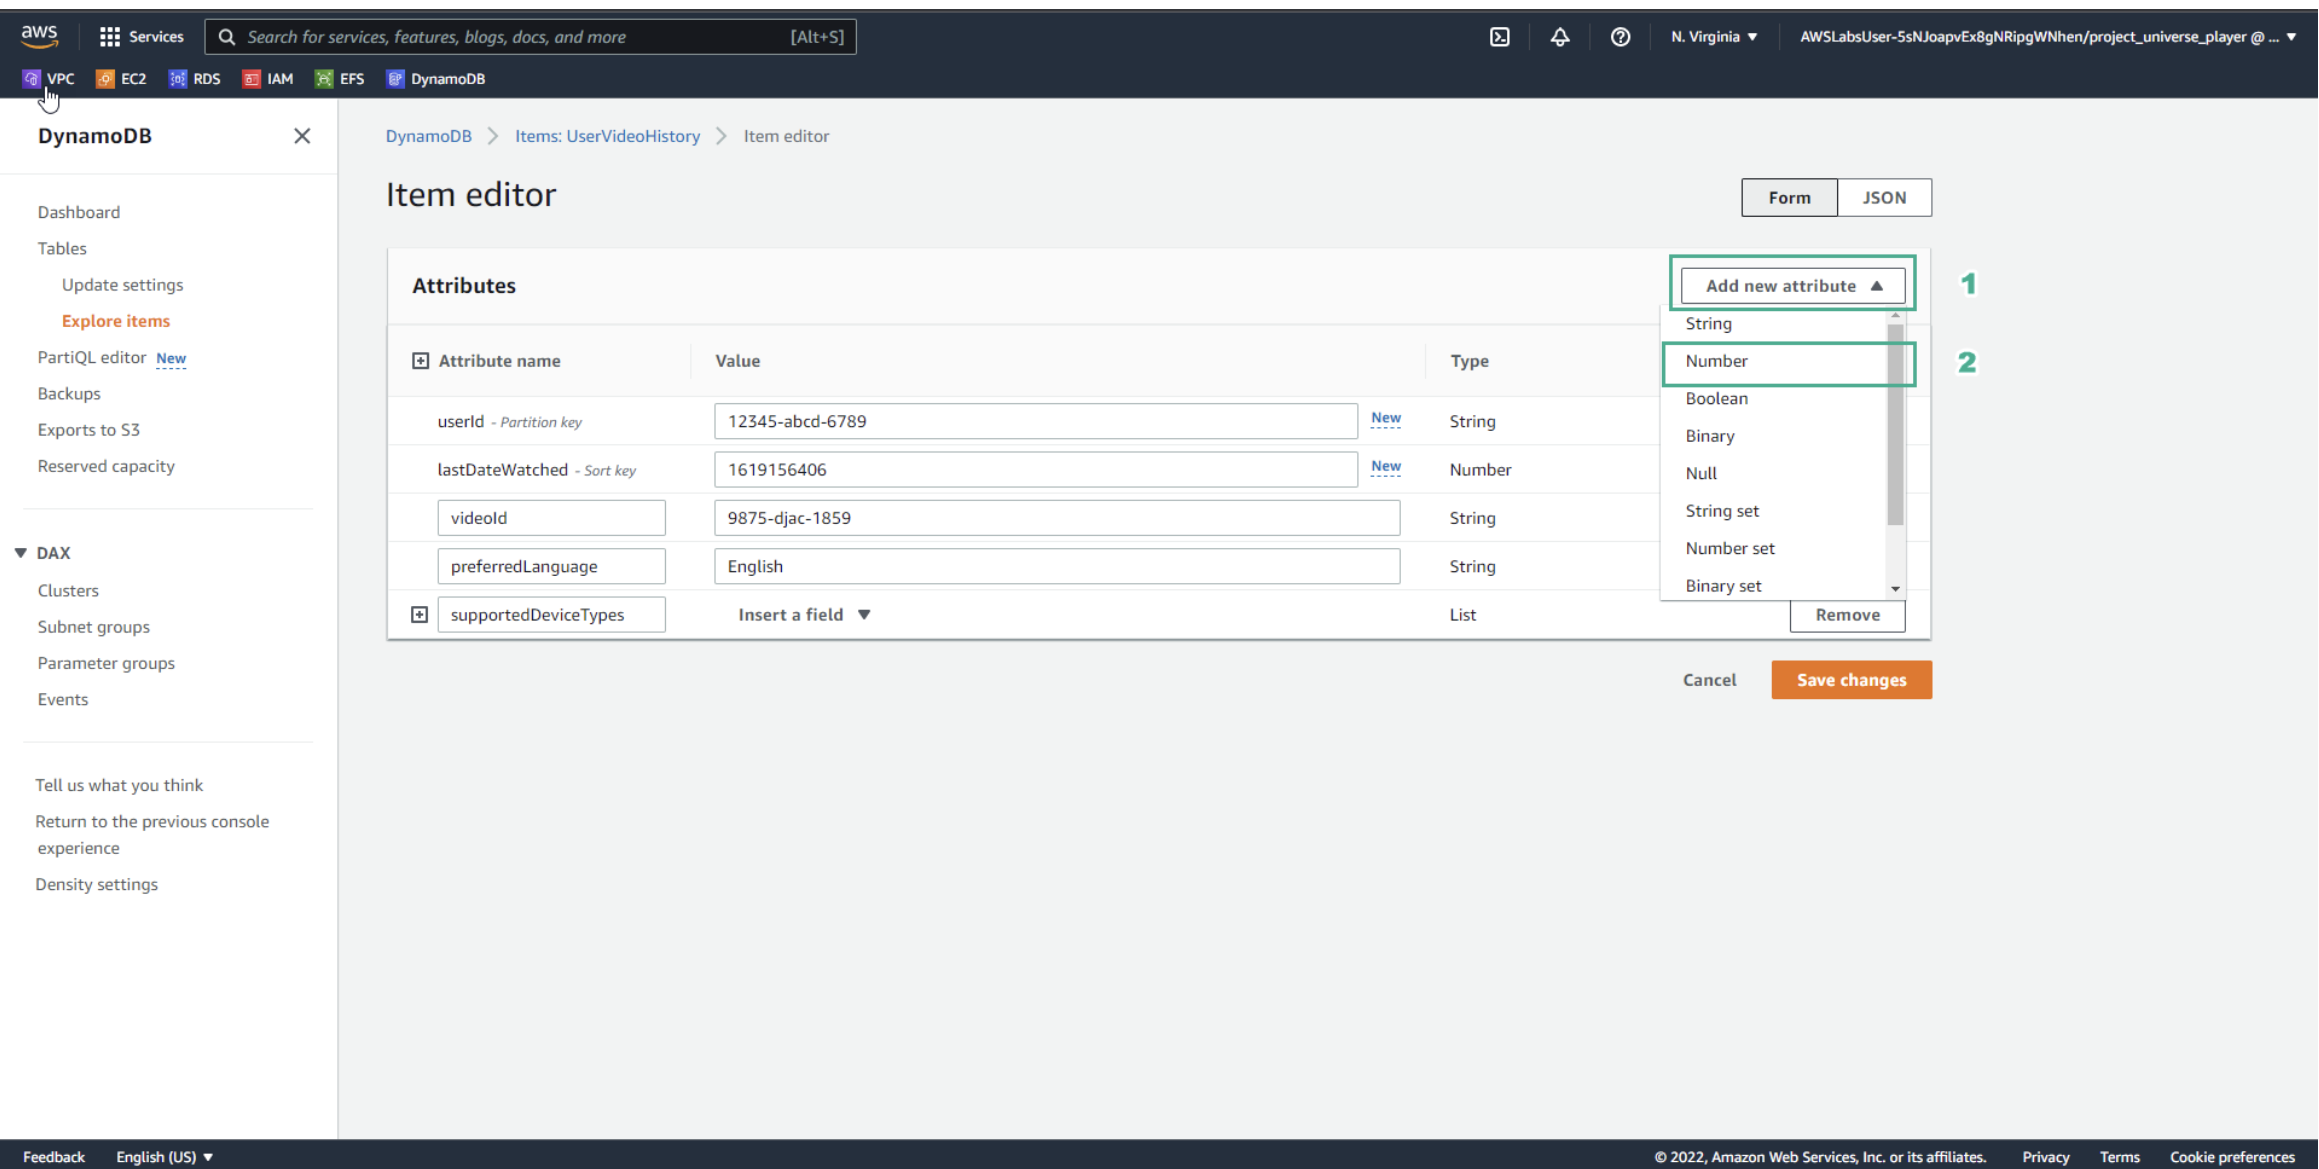 aws Services Search for services, features, blogs, docs, and more [Alt+S] N. Virginia ▼ AWSLabsUser-5sNJoapvEx8gNRipgWNhen/project_universe_player @ ... ▼
VPC EC2 RDS IAM EFS DynamoDB
DynamoDB
Dashboard
Tables
Update settings
Explore items
PartiQL editor New
Backups
Exports to S3
Reserved capacity
▼ DAX
Clusters
Subnet groups
Parameter groups
Events
Tell us what you think
Return to the previous console
experience
Density settings
DynamoDB > Items: UserVideoHistory > Item editor
Item editor
Form JSON
Attributes
Add new attribute ▲ 1
String
Number 2
Boolean
Binary
Null
String set
Number set
Binary set
Attribute name Value Type
userId - Partition key 12345-abcd-6789 New String
lastDateWatched - Sort key 1619156406 New Number
videoId 9875-djac-1859 String
preferredLanguage English String
supportedDeviceTypes Insert a field ▼ List Remove
Cancel Save changes
Feedback English (US) ▼ © 2022, Amazon Web Services, Inc. or its affiliates. Privacy Terms Cookie preferences